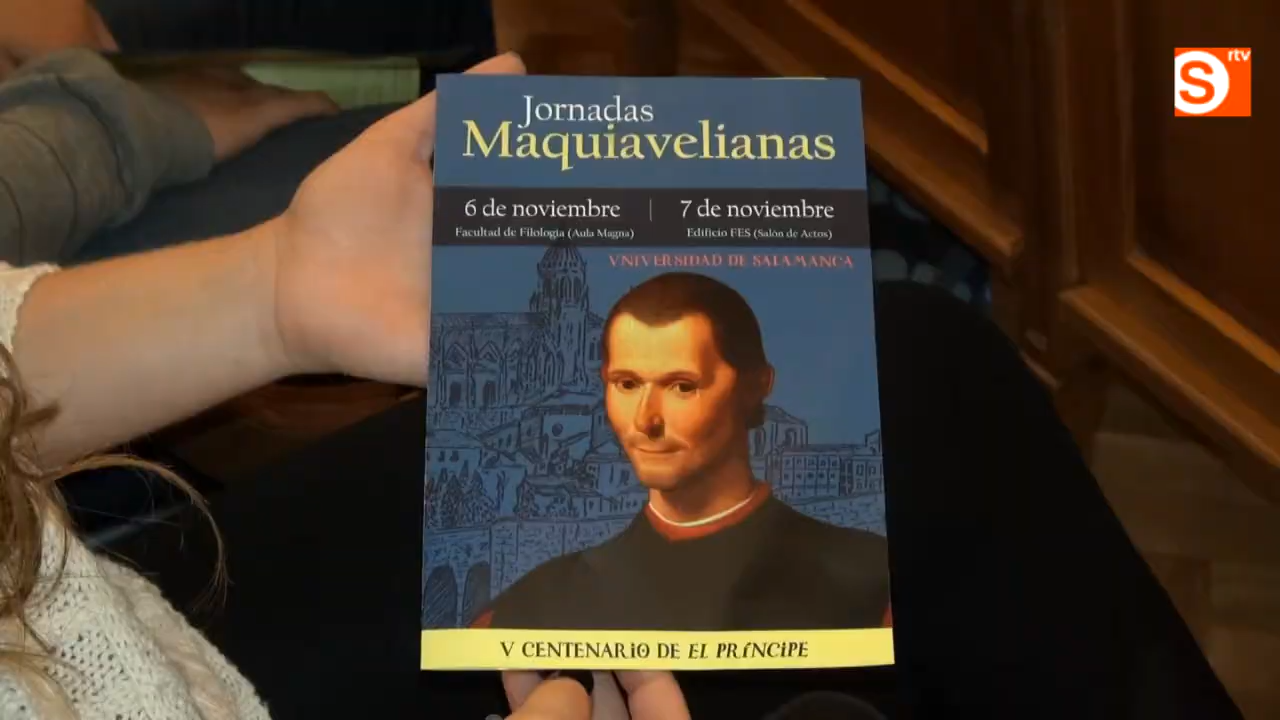 rtv
S
Jornadas
Maquiavelianas
6 de noviembre | 7 de noviembre
Facultad de Filología (Aula Magna) Edificio FES (Salón de Actos)
VNIVERSIDAD DE SALAMANCA
V CENTENARIO DE EL PRÍNCIPE